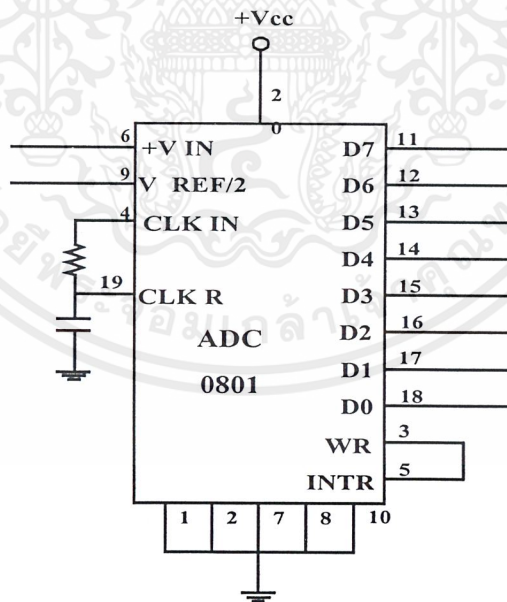 +Vcc
2
0
6 +V IN D7 11
9 V REF/2 D6 12
4 CLK IN D5 13
D4 14
19 CLK R D3 15
ADC D2 16
0801 D1 17
D0 18
WR 3
INTR 5
1 2 7 8 10